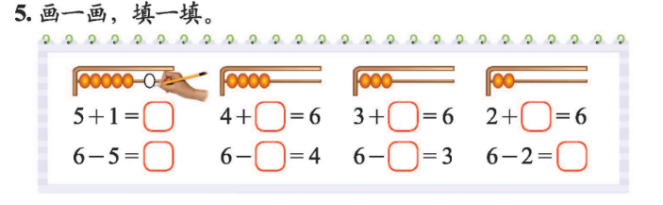 5. 画一画，填一填。
5+1=□ 4+□=6 3+□=6 2+□=6
6-5=□ 6-□=4 6-□=3 6-2=□